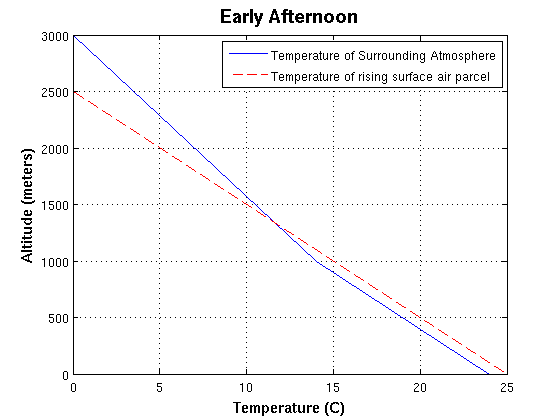 Early Afternoon
Temperature of Surrounding Atmosphere
Temperature of rising surface air parcel
3000
2500
2000
1500
1000
500
0
Altitude (meters)
0 5 10 15 20 25
Temperature (C)